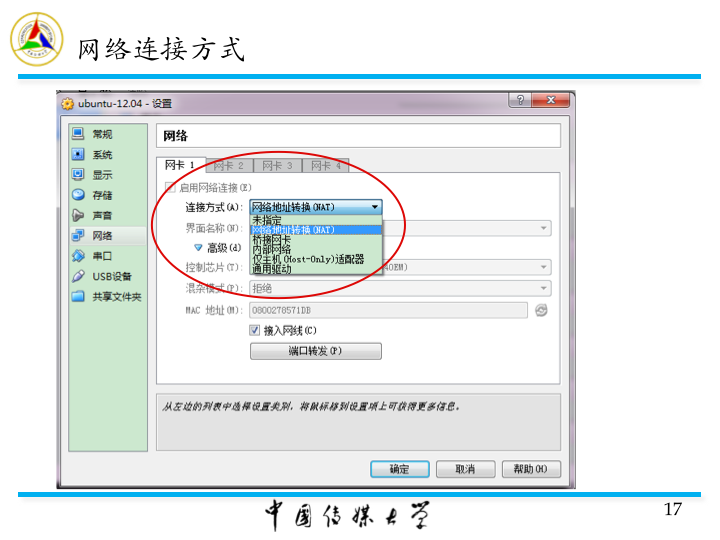 网络连接方式
ubuntu-12.04 - 设置
常规
系统
显示
存储
声音
网络
串口
USB设备
共享文件夹
网络
网卡 1 网卡 2 网卡 3 网卡 4
启用网络连接(E)
连接方式(A): 网络地址转换(NAT)
未指定
网络地址转换(NAT)
桥接网卡
内部网络
仅主机(Host-Only)适配器
通用驱动
界面名称(N):
高级(d)
控制芯片(T):
混杂模式(P): 拒绝
MAC 地址(M): 0800278571DB
接入网线(C)
端口转发(P)
从左边的列表中选择设置类别，将鼠标移到设置项上可获得更多信息。
确定 取消 帮助(H)
中国传媒大学
17